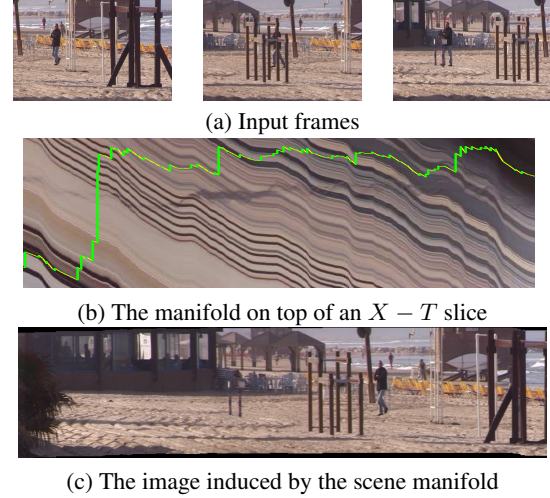 (a) Input frames
(b) The manifold on top of an X − T slice
(c) The image induced by the scene manifold